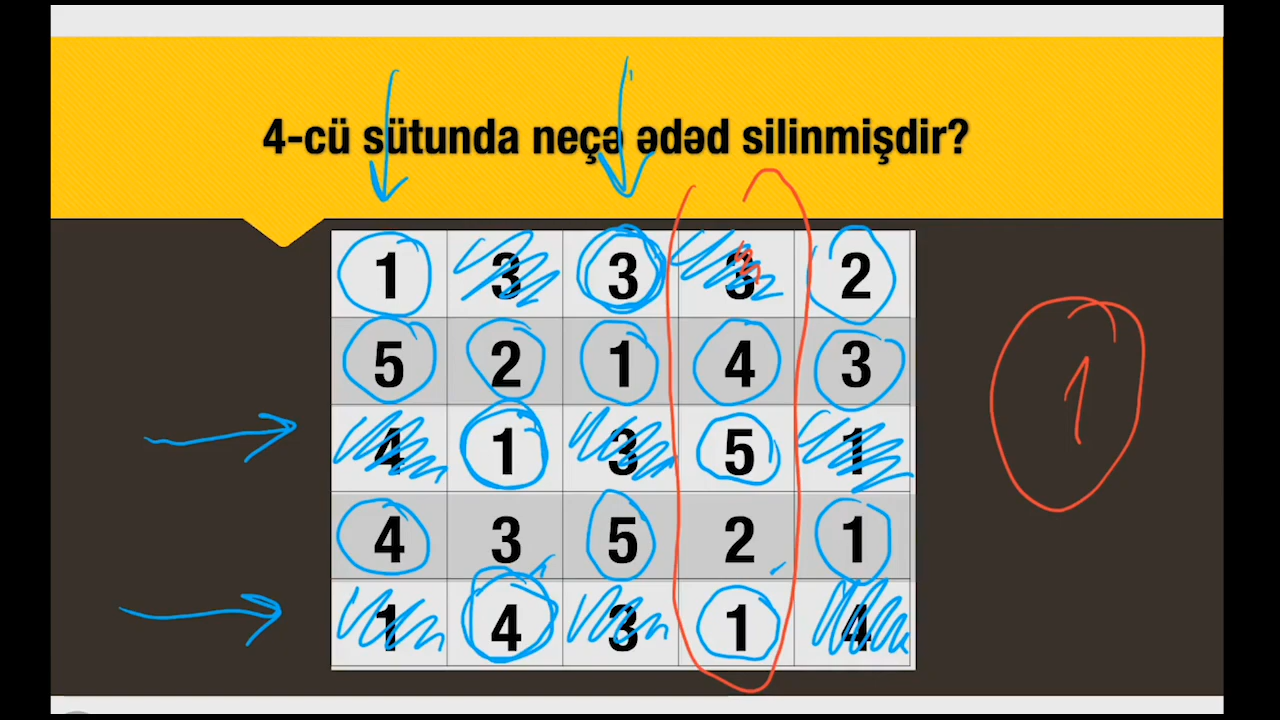 4-cü sütunda neçə ədəd silinmişdir?
1 3 3 3 2
5 2 1 4 3
4 1 3 5 1
1
4 3 5 2 1
1 4 3 1 4